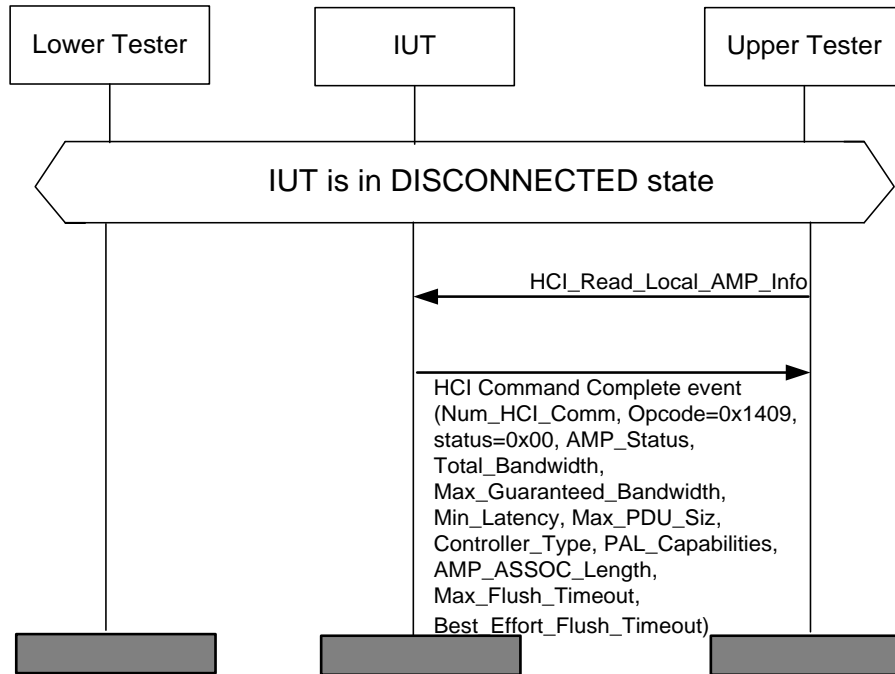 Lower Tester
IUT
Upper Tester
IUT is in DISCONNECTED state
HCI_Read_Local_AMP_Info
HCI Command Complete event
(Num_HCI_Comm, Opcode=0x1409,
status=0x00, AMP_Status,
Total_Bandwidth,
Max_Guaranteed_Bandwidth,
Min_Latency, Max_PDU_Siz,
Controller_Type, PAL_Capabilities,
AMP_ASSOC_Length,
Max_Flush_Timeout,
Best_Effort_Flush_Timeout)